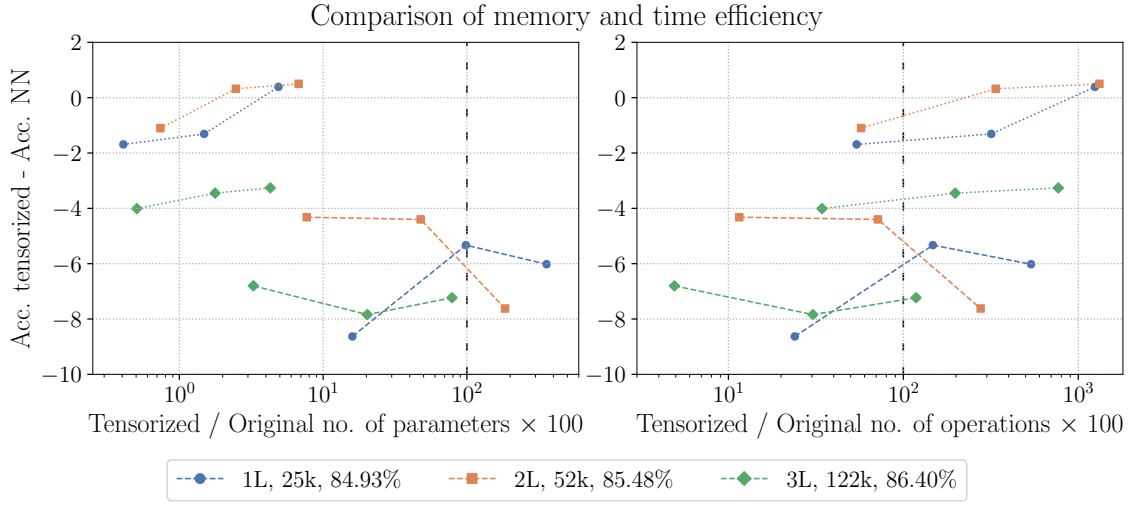 Comparison of memory and time efficiency
Acc. tensorized - Acc. NN
2
0
−2
−4
−6
−8
−10
10^0
10^1
10^2
Tensorized / Original no. of parameters × 100
2
0
−2
−4
−6
−8
−10
10^1
10^2
10^3
Tensorized / Original no. of operations × 100
1L, 25k, 84.93%
2L, 52k, 85.48%
3L, 122k, 86.40%